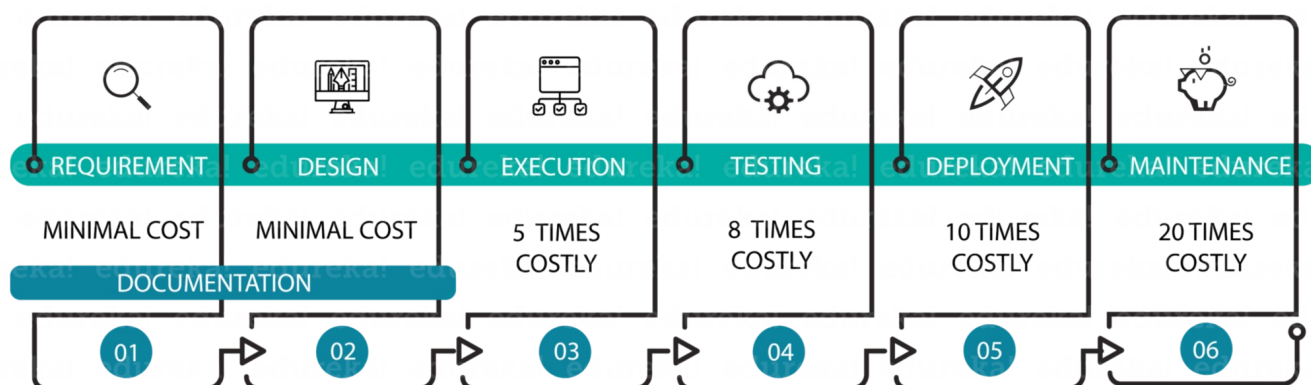 REQUIREMENT DESIGN EXECUTION TESTING DEPLOYMENT MAINTENANCE
MINIMAL COST
MINIMAL COST
5 TIMES
COSTLY
8 TIMES
COSTLY
10 TIMES
COSTLY
20 TIMES
COSTLY
DOCUMENTATION
01 02 03 04 05 06